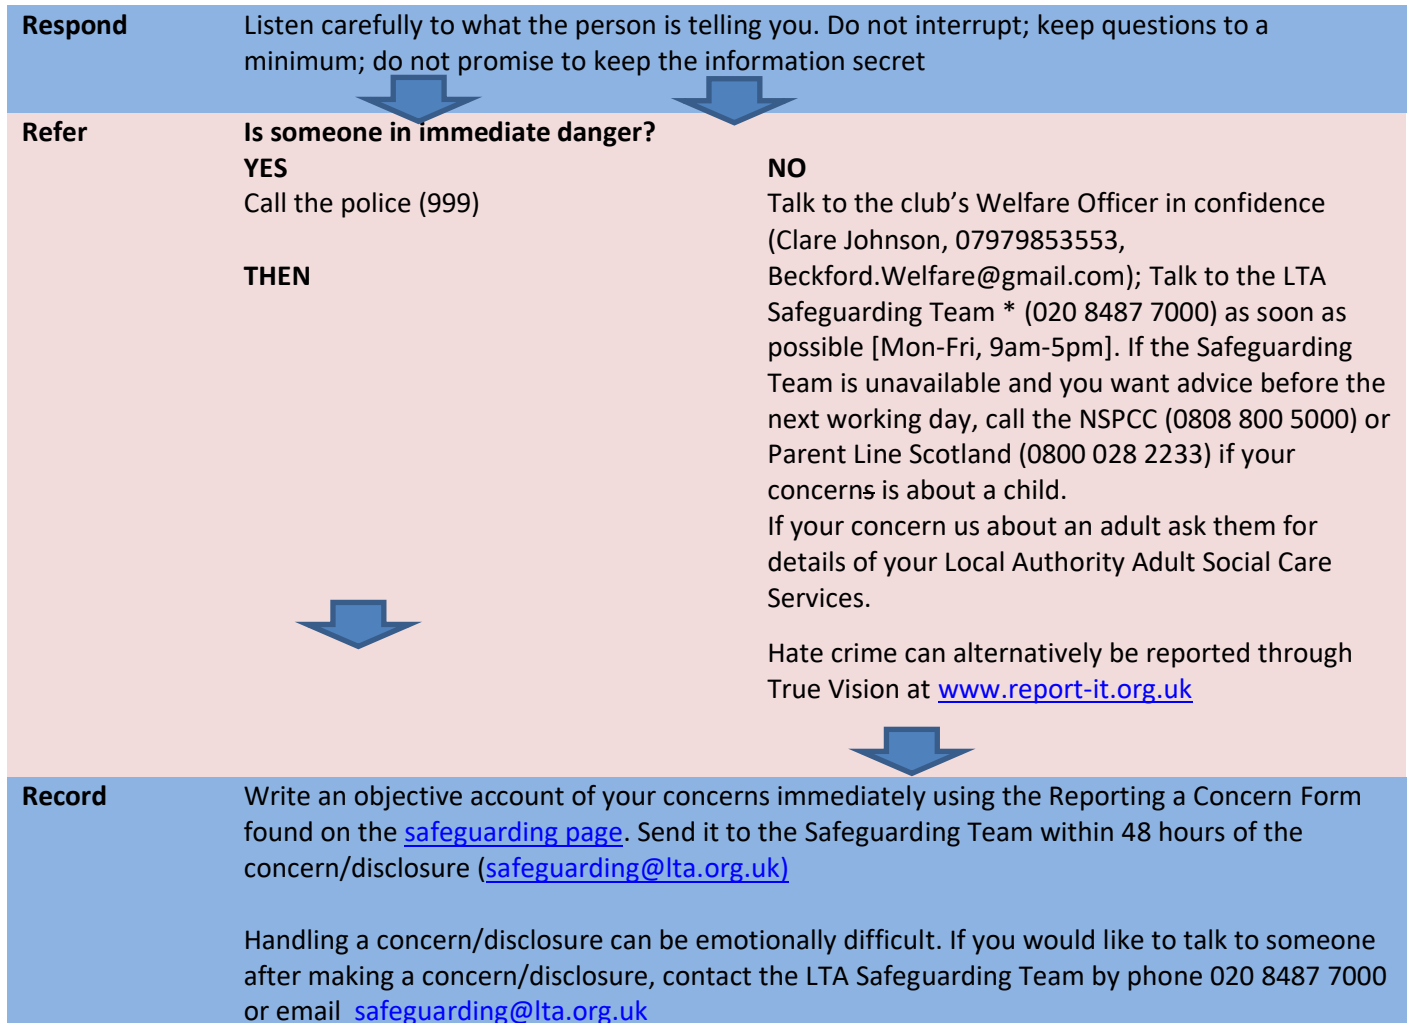 Respond
Listen carefully to what the person is telling you. Do not interrupt; keep questions to a
minimum; do not promise to keep the information secret
Refer
Is someone in immediate danger?
YES
Call the police (999)
THEN
NO
Talk to the club’s Welfare Officer in confidence
(Clare Johnson, 07979853553,
Beckford.Welfare@gmail.com); Talk to the LTA
Safeguarding Team * (020 8487 7000) as soon as
possible [Mon-Fri, 9am-5pm]. If the Safeguarding
Team is unavailable and you want advice before the
next working day, call the NSPCC (0808 800 5000) or
Parent Line Scotland (0800 028 2233) if your
concerns is about a child.
If your concern us about an adult ask them for
details of your Local Authority Adult Social Care
Services.
Hate crime can alternatively be reported through
True Vision at www.report-it.org.uk
Record
Write an objective account of your concerns immediately using the Reporting a Concern Form
found on the safeguarding page. Send it to the Safeguarding Team within 48 hours of the
concern/disclosure (safeguarding@lta.org.uk)
Handling a concern/disclosure can be emotionally difficult. If you would like to talk to someone
after making a concern/disclosure, contact the LTA Safeguarding Team by phone 020 8487 7000
or email safeguarding@lta.org.uk